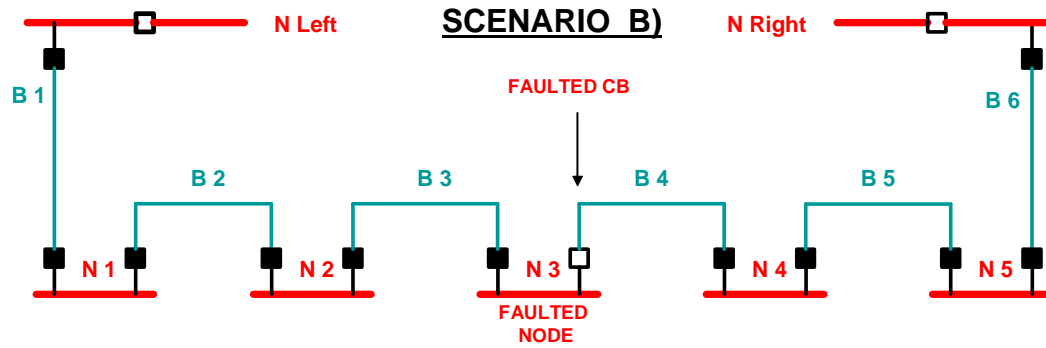 N Left
SCENARIO B)
N Right
FAULTED CB
B 1
B 6
B 2
B 3
B 4
B 5
N 1
N 2
N 3
N 4
N 5
FAULTED
NODE